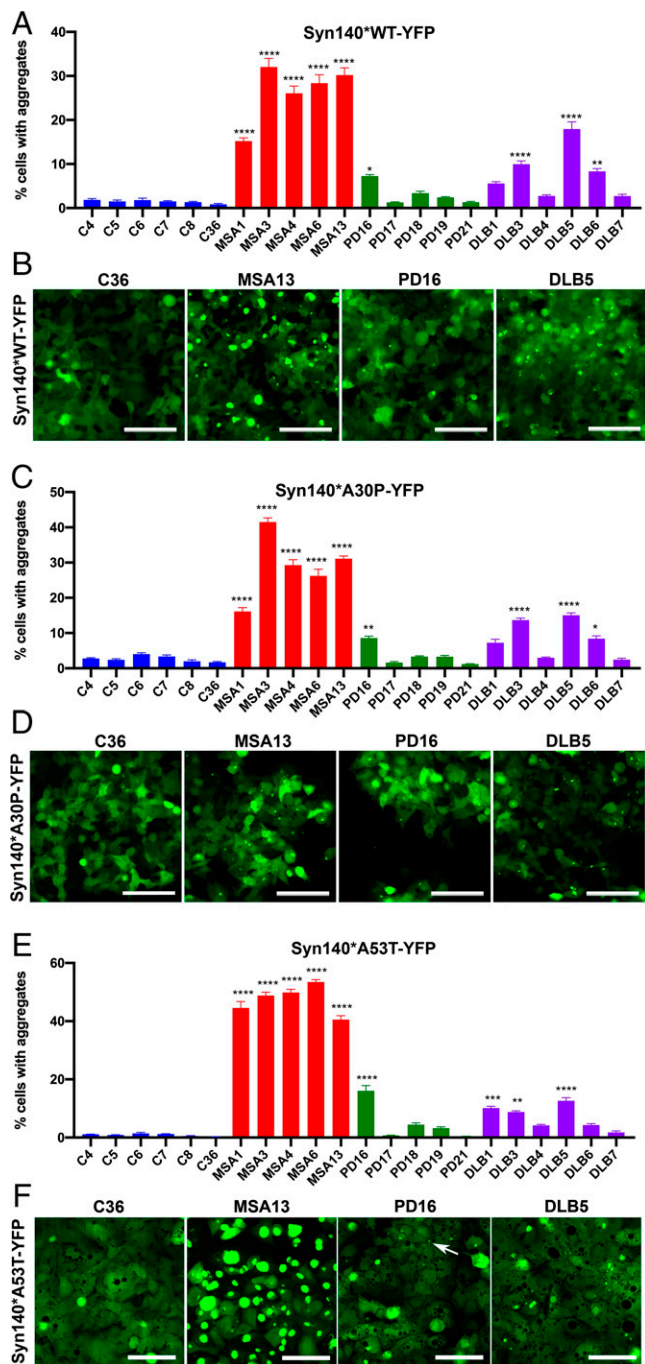 A
Syn140*WT-YFP
% cells with aggregates
40
30
20
10
0
**** **** **** **** **** * **** **** **
C4 C5 C6 C7 C8 C36 MSA1 MSA3 MSA4 MSA6 MSA13 PD16 PD17 PD18 PD19 PD21 DLB1 DLB3 DLB4 DLB5 DLB6 DLB7
B
C36 MSA13 PD16 DLB5
Syn140*WT-YFP
C
Syn140*A30P-YFP
% cells with aggregates
50
40
30
20
10
0
**** **** **** **** **** ** **** **** *
C4 C5 C6 C7 C8 C36 MSA1 MSA3 MSA4 MSA6 MSA13 PD16 PD17 PD18 PD19 PD21 DLB1 DLB3 DLB4 DLB5 DLB6 DLB7
D
C36 MSA13 PD16 DLB5
Syn140*A30P-YFP
E
Syn140*A53T-YFP
% cells with aggregates
60
40
20
0
**** **** **** **** **** **** *** ** ****
C4 C5 C6 C7 C8 C36 MSA1 MSA3 MSA4 MSA6 MSA13 PD16 PD17 PD18 PD19 PD21 DLB1 DLB3 DLB4 DLB5 DLB6 DLB7
F
C36 MSA13 PD16 DLB5
Syn140*A53T-YFP